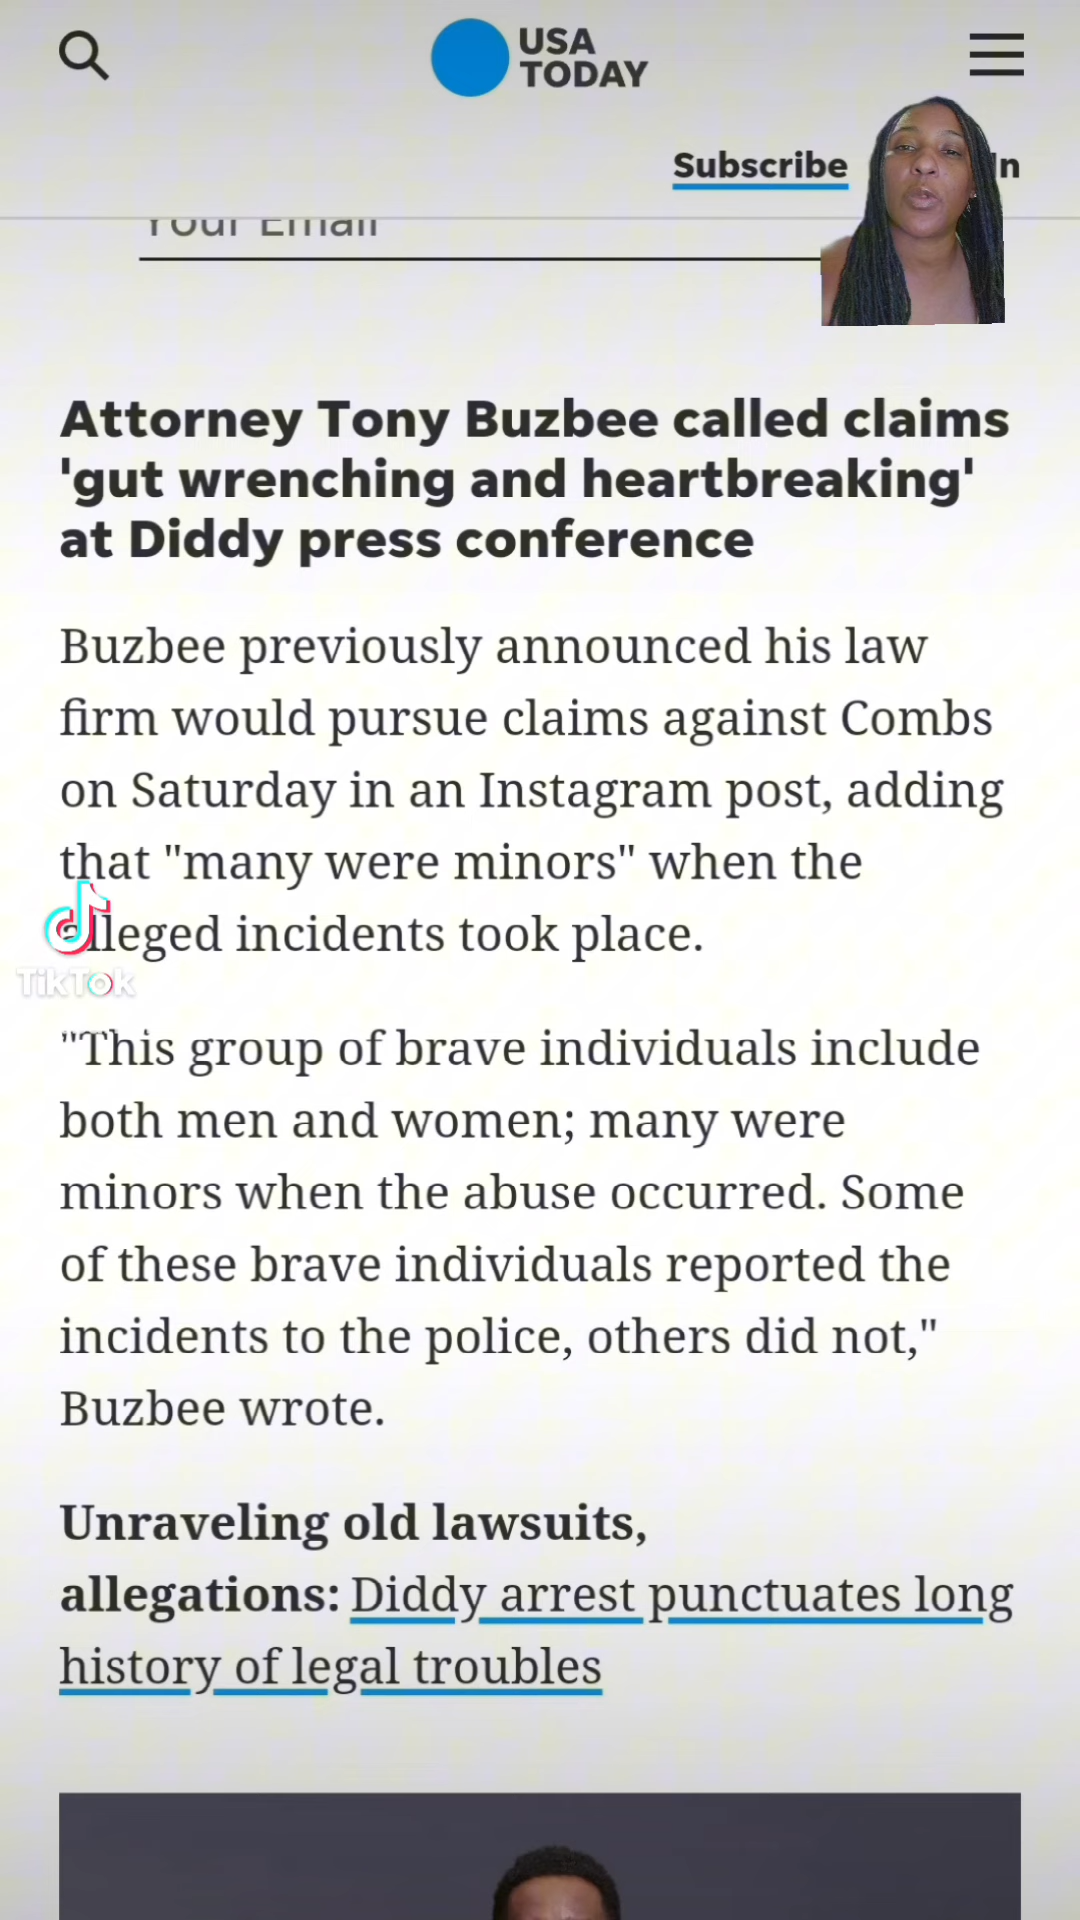 USA
TODAY
Subscribe
In
Your Email
Attorney Tony Buzbee called claims
'gut wrenching and heartbreaking'
at Diddy press conference
Buzbee previously announced his law
firm would pursue claims against Combs
on Saturday in an Instagram post, adding
that "many were minors" when the
alleged incidents took place.
TikTok
"This group of brave individuals include
both men and women; many were
minors when the abuse occurred. Some
of these brave individuals reported the
incidents to the police, others did not,"
Buzbee wrote.
Unraveling old lawsuits,
allegations: Diddy arrest punctuates long
history of legal troubles